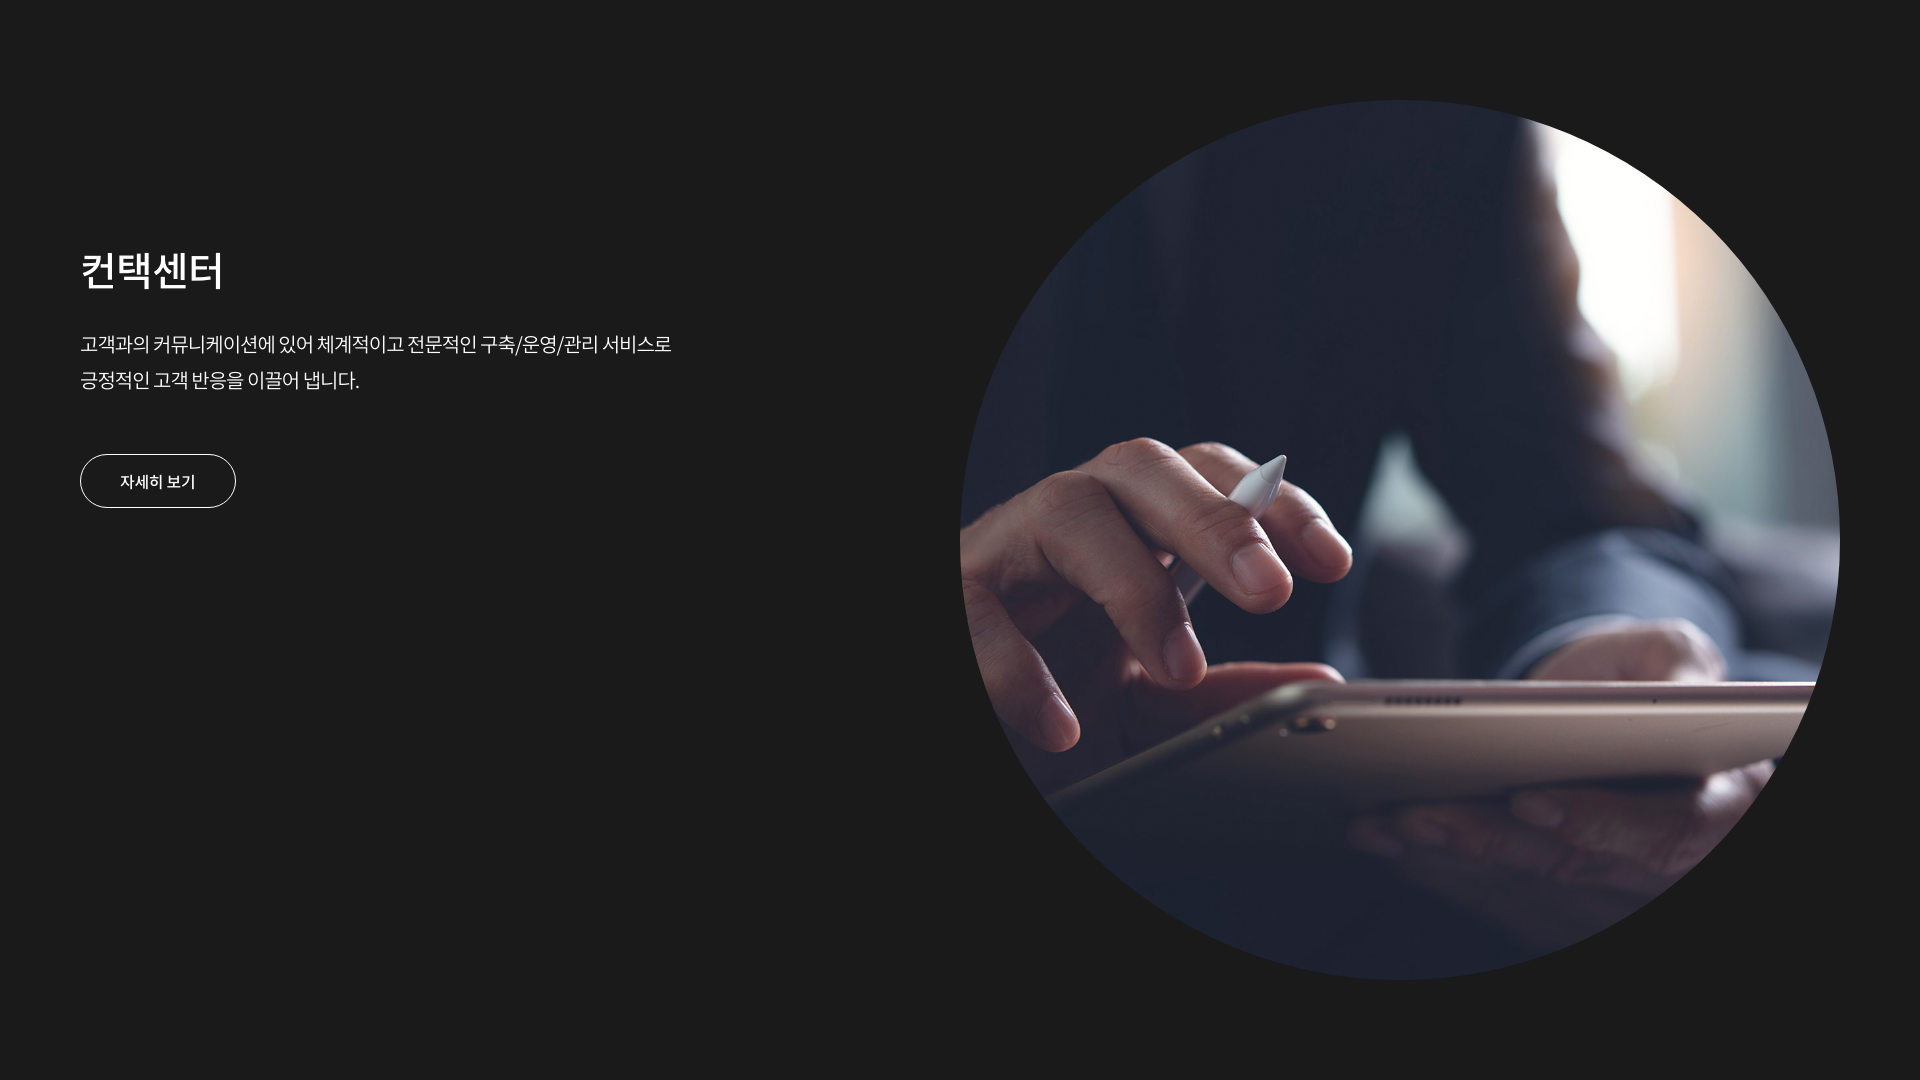 컨택센터
고객과의 커뮤니케이션에 있어 체계적이고 전문적인 구축/운영/관리 서비스로
긍정적인 고객 반응을 이끌어 냅니다.
자세히 보기